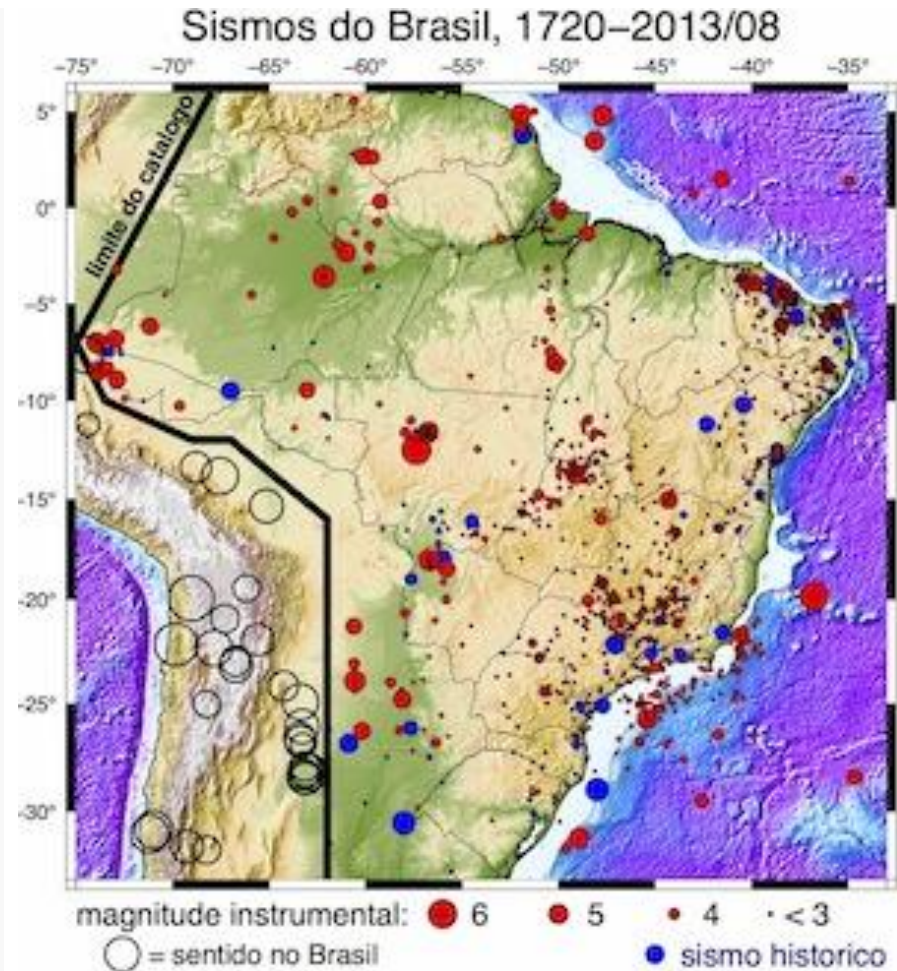 Sismos do Brasil, 1720–2013/08
−75° −70° −65° −60° −55° −50° −45° −40° −35°
5°
0°
−5°
-10°
-15°
-20°
-25°
-30°
limite do catalogo
magnitude instrumental: 6 5 4 < 3
= sentido no Brasil sismo historico